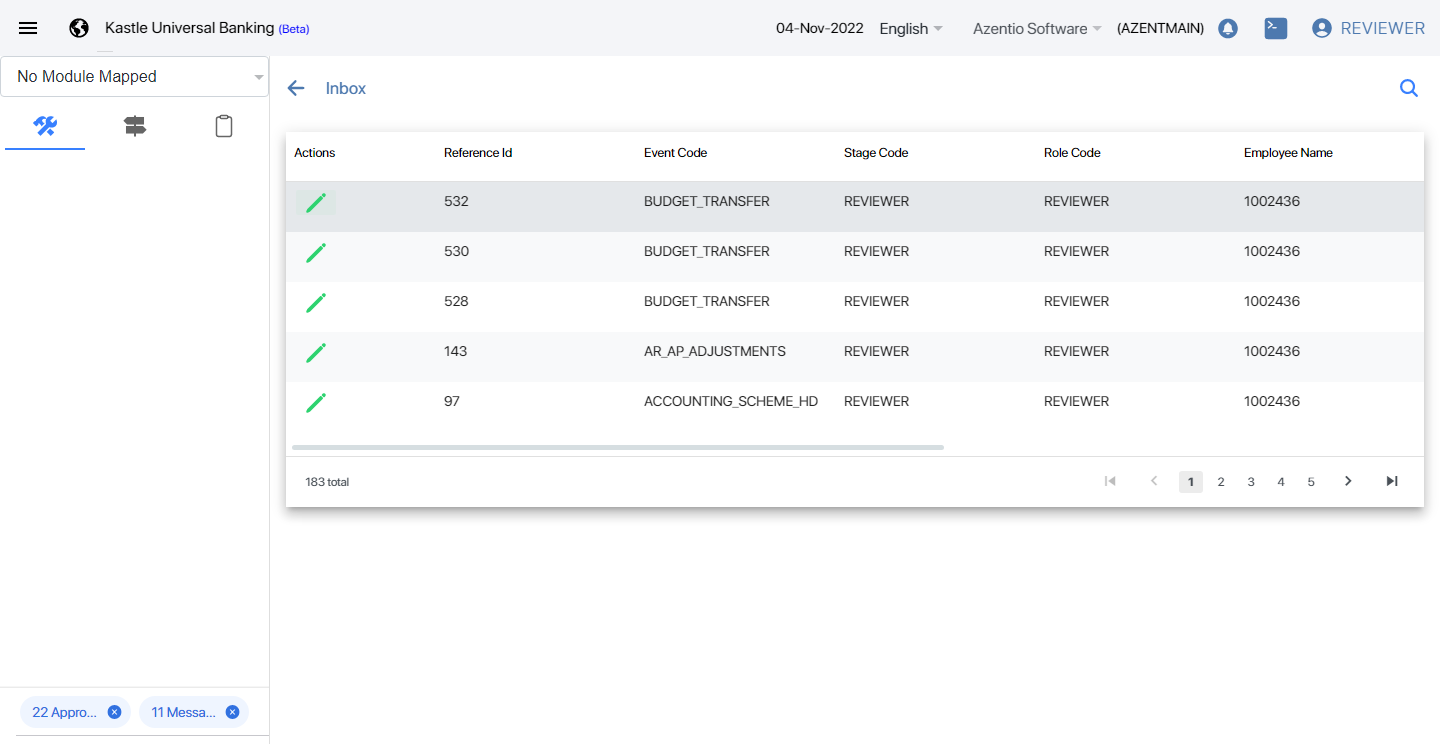 Kastle Universal Banking (Beta) 04-Nov-2022 English Azentio Software (AZENTMAIN) REVIEWER
No Module Mapped
Inbox
Actions Reference Id Event Code Stage Code Role Code Employee Name
532 BUDGET_TRANSFER REVIEWER REVIEWER 1002436
530 BUDGET_TRANSFER REVIEWER REVIEWER 1002436
528 BUDGET_TRANSFER REVIEWER REVIEWER 1002436
143 AR_AP_ADJUSTMENTS REVIEWER REVIEWER 1002436
97 ACCOUNTING_SCHEME_HD REVIEWER REVIEWER 1002436
183 total 1 2 3 4 5
22 Appro... 11 Messa...